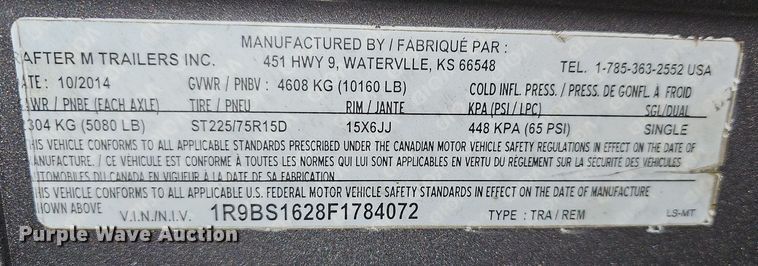 MANUFACTURED BY / FABRIQUÉ PAR :
AFTER M TRAILERS INC. 451 HWY 9, WATERVLLE, KS 66548 TEL. 1-785-363-2552 USA
ATE: 10/2014 GVWR / PNBV : 4608 KG (10160 LB) COLD INFL. PRESS. / PRESS. DE GONFL. À FROID
AWR / PNBE (EACH AXLE) TIRE / PNEU RIM / JANTE KPA (PSI / LPC) SGL/DUAL
304 KG (5080 LB) ST225/75R15D 15X6JJ 448 KPA (65 PSI) SINGLE
HIS VEHICLE CONFORMS TO ALL APPLICABLE STANDARDS PRESCRIBED UNDER THE CANADIAN MOTOR VEHICLE SAFETY REGULATIONS IN EFFECT ON THE DATE OF
MANUFACTURE. / CE VÉHICULE EST CONFORME À TOUTES LES NORMES QUI LUI SONT APPLICABLES EN VERTU DU RÈGLEMENT SUR LA SÉCURITÉ DES VÉHICULES
UTOMOBILES DU CANADA EN VIGUEUR À LA DATE DE SA FABRICATION
HIS VEHICLE CONFORMS TO ALL APPLICABLE U.S. FEDERAL MOTOR VEHICLE SAFETY STANDARDS IN EFFECT ON THE DATE OF MANUFACTURE
HOWN ABOVE V.I.N./N.I.V. 1R9BS1628F1784072 TYPE : TRA / REM LS-MT
Purple Wave Auction